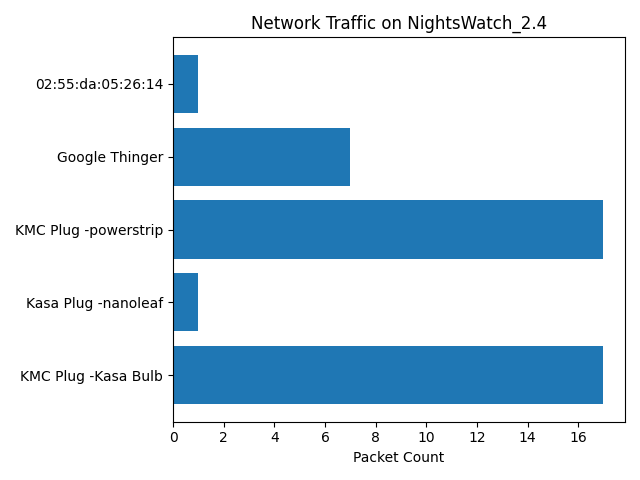 Network Traffic on NightsWatch_2.4
02:55:da:05:26:14
Google Thinger
KMC Plug -powerstrip
Kasa Plug -nanoleaf
KMC Plug -Kasa Bulb
0 2 4 6 8 10 12 14 16
Packet Count